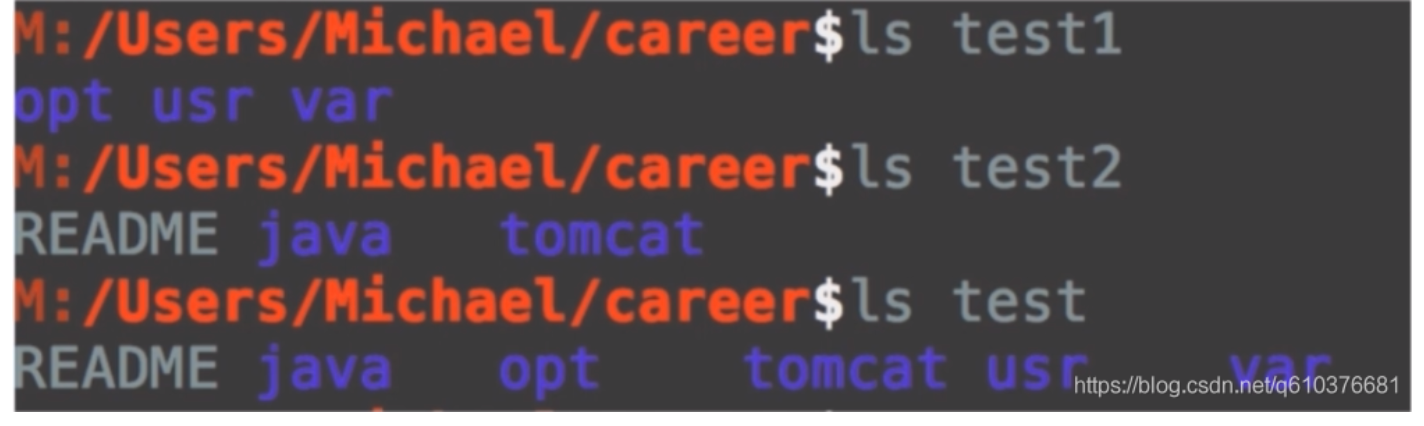 M:/Users/Michael/career$ls test1
opt usr var
M:/Users/Michael/career$ls test2
README java tomcat
M:/Users/Michael/career$ls test
README java opt tomcat usr var
https://blog.csdn.net/q610376681